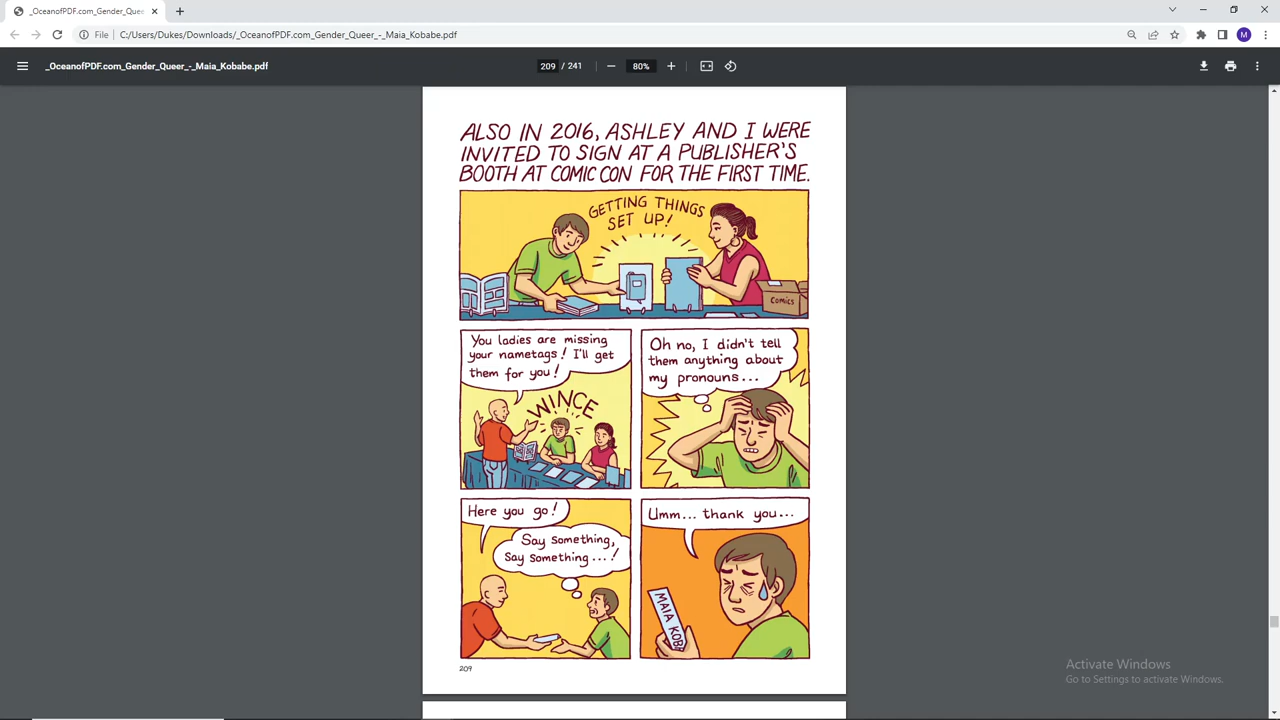 _OceanofPDF.com_Gender_Quee
File
C:/Users/Dukes/Downloads/_OceanofPDF.com_Gender_Queer_-_Maia_Kobabe.pdf
M
_OceanofPDF.com_Gender_Queer_-_Maia_Kobabe.pdf
209 / 241
80%
ALSO IN 2016, ASHLEY AND I WERE
INVITED TO SIGN AT A PUBLISHER'S
BOOTH AT COMIC CON FOR THE FIRST TIME.
GETTING THINGS
SET UP!
Comics
You ladies are missing
your nametags! I'll get
them for you!
WINCE
Oh no, I didn't tell
them anything about
my pronouns...
Here you go!
Say something,
Say something...!
Umm... thank you...
MAIA KOB
209
Activate Windows
Go to Settings to activate Windows.